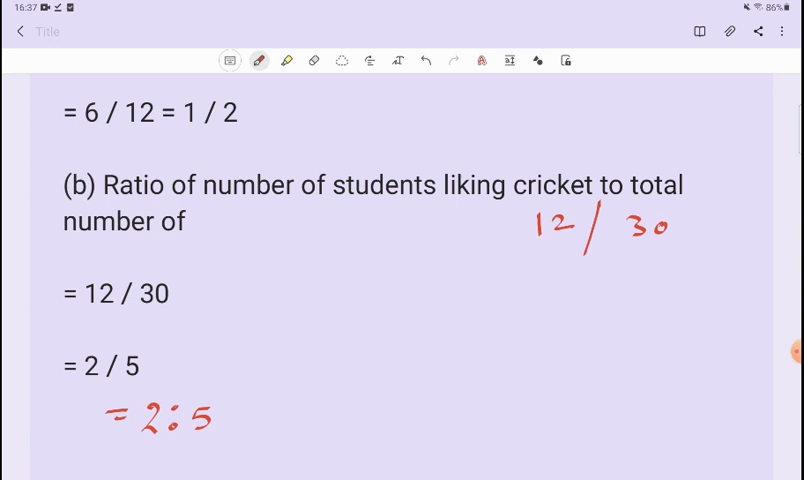 16:37
86%
Title
= 6 / 12 = 1 / 2
(b) Ratio of number of students liking cricket to total
number of
12 / 30
= 12 / 30
= 2 / 5
= 2 : 5